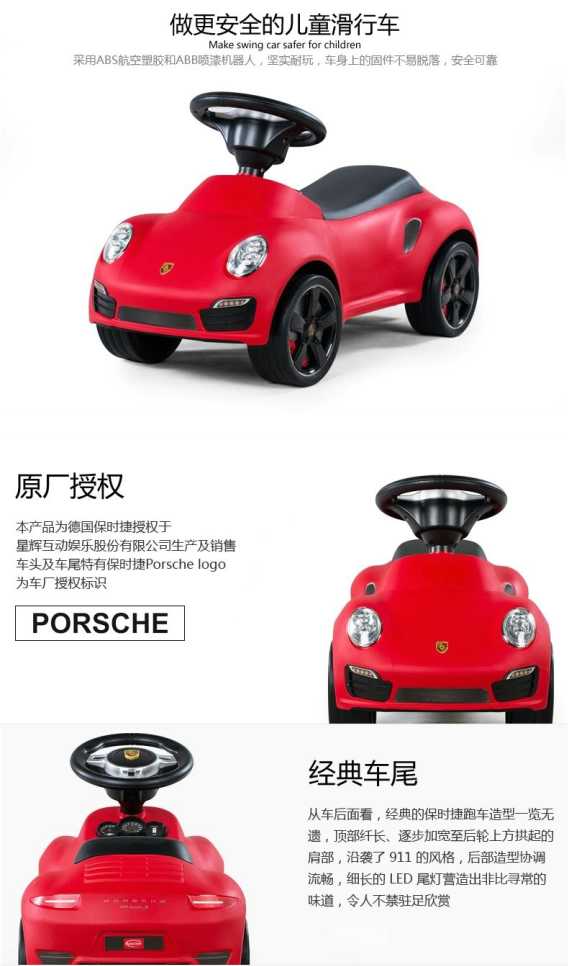 做更安全的儿童滑行车
Make swing car safer for children
采用ABS航空塑胶和ABB喷漆机器人，坚实耐玩，车身上的固件不易脱落，安全可靠
原厂授权
本产品为德国保时捷授权于
星辉互动娱乐股份有限公司生产及销售
车头及车尾特有保时捷Porsche logo
为车厂授权标识
PORSCHE
经典车尾
从车后面看，经典的保时捷跑车造型一览无
遗，顶部纤长、逐步加宽至后轮上方拱起的
肩部，沿袭了 911 的风格，后部造型协调
流畅，细长的 LED 尾灯营造出非比寻常的
味道，令人不禁驻足欣赏
PORSCHE